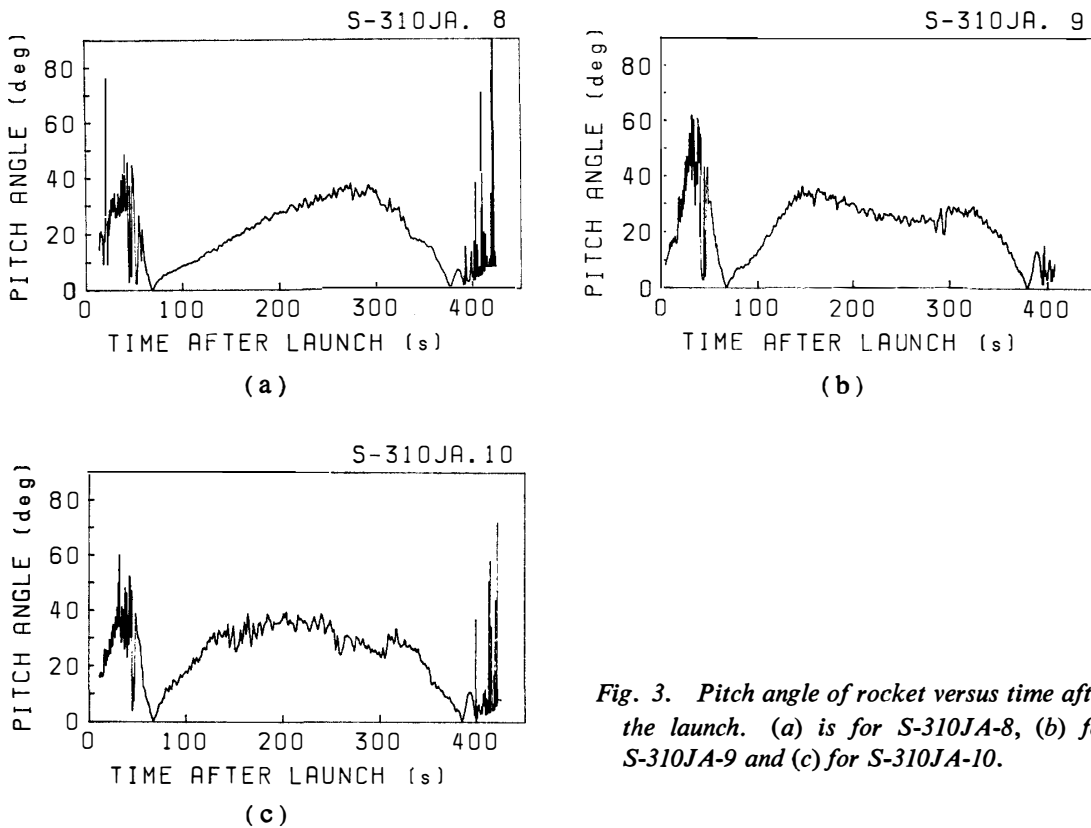 S-310JA. 8
PITCH ANGLE (deg)
80
60
40
20
0
0 100 200 300 400
TIME AFTER LAUNCH (s)
(a)
S-310JA. 9
PITCH ANGLE (deg)
80
60
40
20
0
0 100 200 300 400
TIME AFTER LAUNCH (s)
(b)
S-310JA.10
PITCH ANGLE (deg)
80
60
40
20
0
0 100 200 300 400
TIME AFTER LAUNCH (s)
(c)
Fig. 3. Pitch angle of rocket versus time aft
the launch. (a) is for S-310JA-8, (b) f
S-310JA-9 and (c) for S-310JA-10.